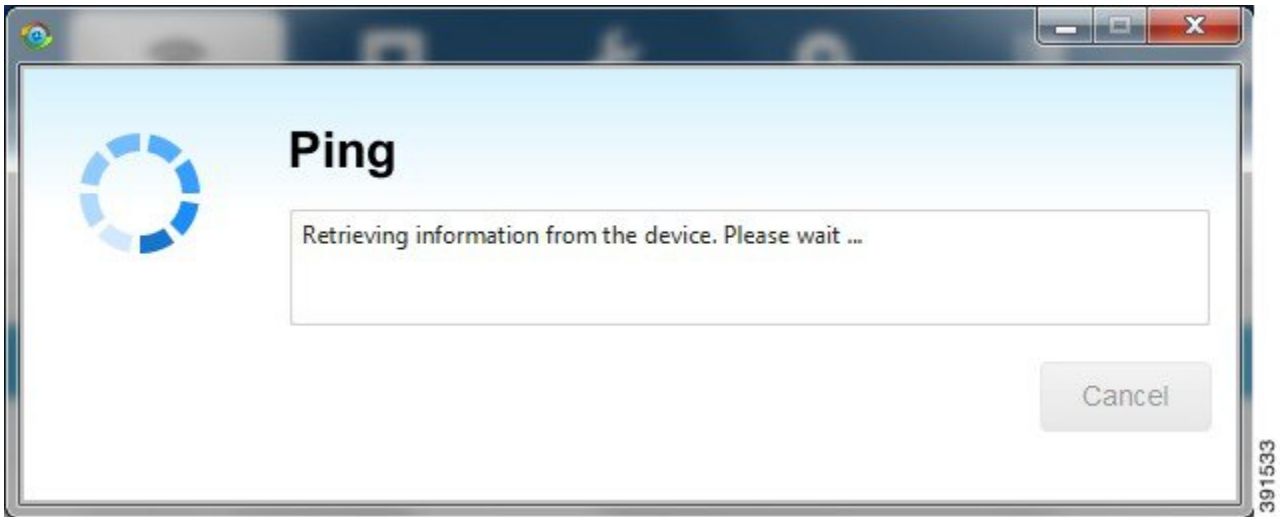 Ping
Retrieving information from the device. Please wait ...
Cancel
391533